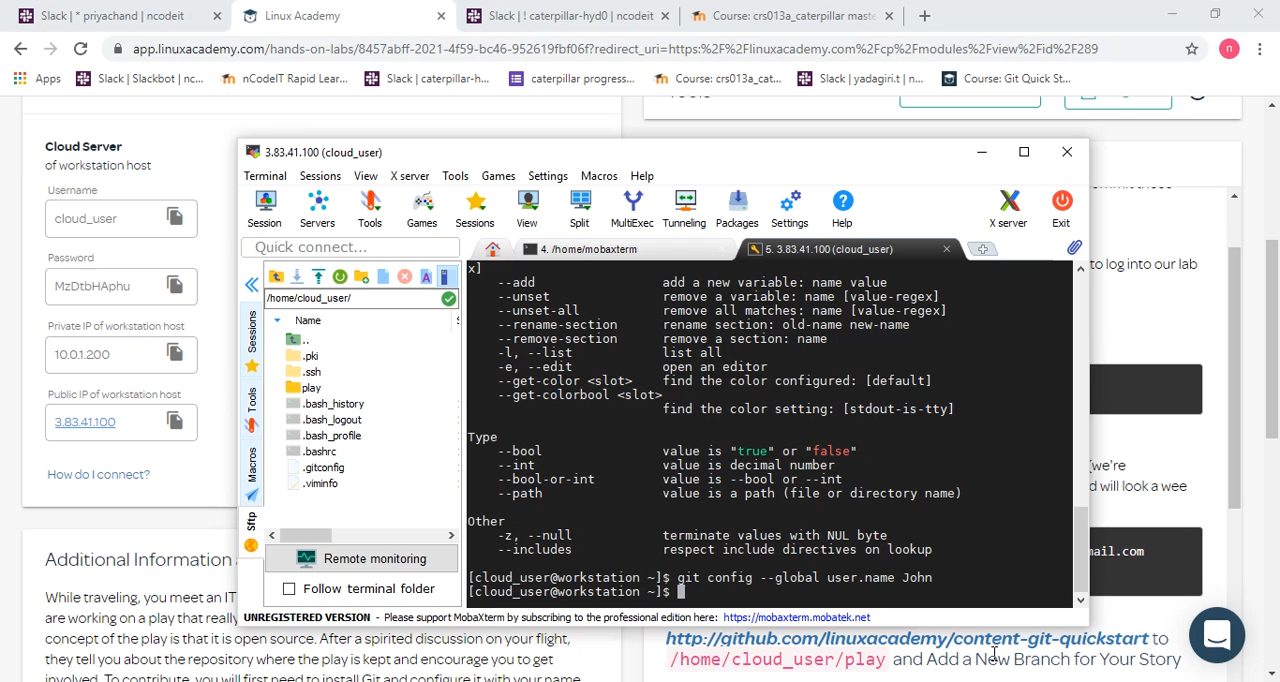 Slack | * priyachand | ncodeit
Linux Academy
Slack | ! caterpillar-hyd0 | ncodeit
Course: crs013a_caterpillar maste
app.linuxacademy.com/hands-on-labs/8457abff-2021-4f59-bc46-952619fbf06f?redirect_uri=https:%2F%2Flinuxacademy.com%2Fcp%2Fmodules%2Fview%2Fid%2F289
n
Apps
Slack | Slackbot | nc...
nCodeIT Rapid Lear...
Slack | caterpillar-h...
caterpillar progress...
Course: crs013a_cat...
Slack | yadagiri.t | n...
Course: Git Quick St...
Cloud Server
of workstation host
Username
cloud_user
Password
MzDtbHAphu
Private IP of workstation host
10.0.1.200
Public IP of workstation host
3.83.41.100
How do I connect?
Additional Information a
While traveling, you meet an IT
are working on a play that really
concept of the play is that it is open source. After a spirited discussion on your flight,
they tell you about the repository where the play is kept and encourage you to get
involved. To contribute, you will first need to install Git and configure it with your name
3.83.41.100 (cloud_user)
Terminal Sessions View X server Tools Games Settings Macros Help
Session Servers Tools Games Sessions View Split MultiExec Tunneling Packages Settings Help X server Exit
Quick connect...
4. /home/mobaxterm
5. 3.83.41.100 (cloud_user)
Sessions
Tools
Macros
Sftp
/home/cloud_user/
Name
..
.pki
.ssh
play
.bash_history
.bash_logout
.bash_profile
.bashrc
.gitconfig
.viminfo
Remote monitoring
Follow terminal folder
x]
--add add a new variable: name value
--unset remove a variable: name [value-regex]
--unset-all remove all matches: name [value-regex]
--rename-section rename section: old-name new-name
--remove-section remove a section: name
-l, --list list all
-e, --edit open an editor
--get-color <slot> find the color configured: [default]
--get-colorbool <slot>
find the color setting: [stdout-is-tty]
Type
--bool value is "true" or "false"
--int value is decimal number
--bool-or-int value is --bool or --int
--path value is a path (file or directory name)
Other
-z, --null terminate values with NUL byte
--includes respect include directives on lookup
[cloud_user@workstation ~]$ git config --global user.name John
[cloud_user@workstation ~]$
UNREGISTERED VERSION - Please support MobaXterm by subscribing to the professional edition here: https://mobaxterm.mobatek.net
to log into our lab
[we're
d will look a wee
mail.com
http://github.com/linuxacademy/content-git-quickstart to
/home/cloud_user/play and Add a New Branch for Your Story